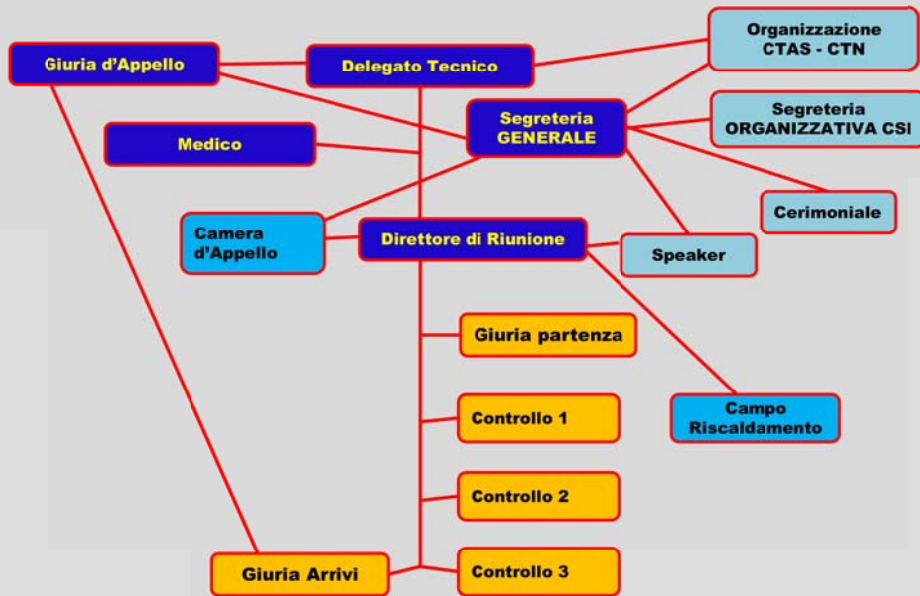 Organizzazione
CTAS - CTN
Giuria d'Appello
Delegato Tecnico
Segreteria
GENERALE
Segreteria
ORGANIZZATIVA CSI
Medico
Cerimoniale
Camera
d'Appello
Direttore di Riunione
Speaker
Giuria partenza
Campo
Riscaldamento
Controllo 1
Controllo 2
Giuria Arrivi
Controllo 3